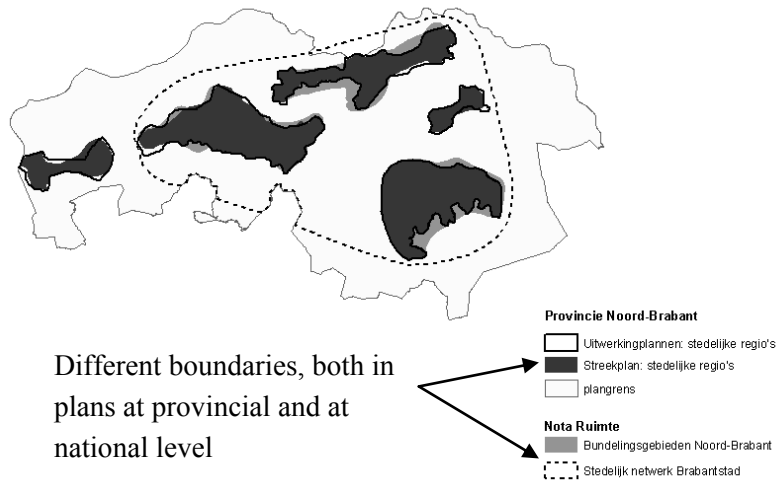 Different boundaries, both in
plans at provincial and at
national level
Provincie Noord-Brabant
Uitwerkingplannen: stedelijke regio's
Streekplan: stedelijke regio's
plangrens
Nota Ruimte
Bundelingsgebieden Noord-Brabant
Stedelijk netwerk Brabantstad